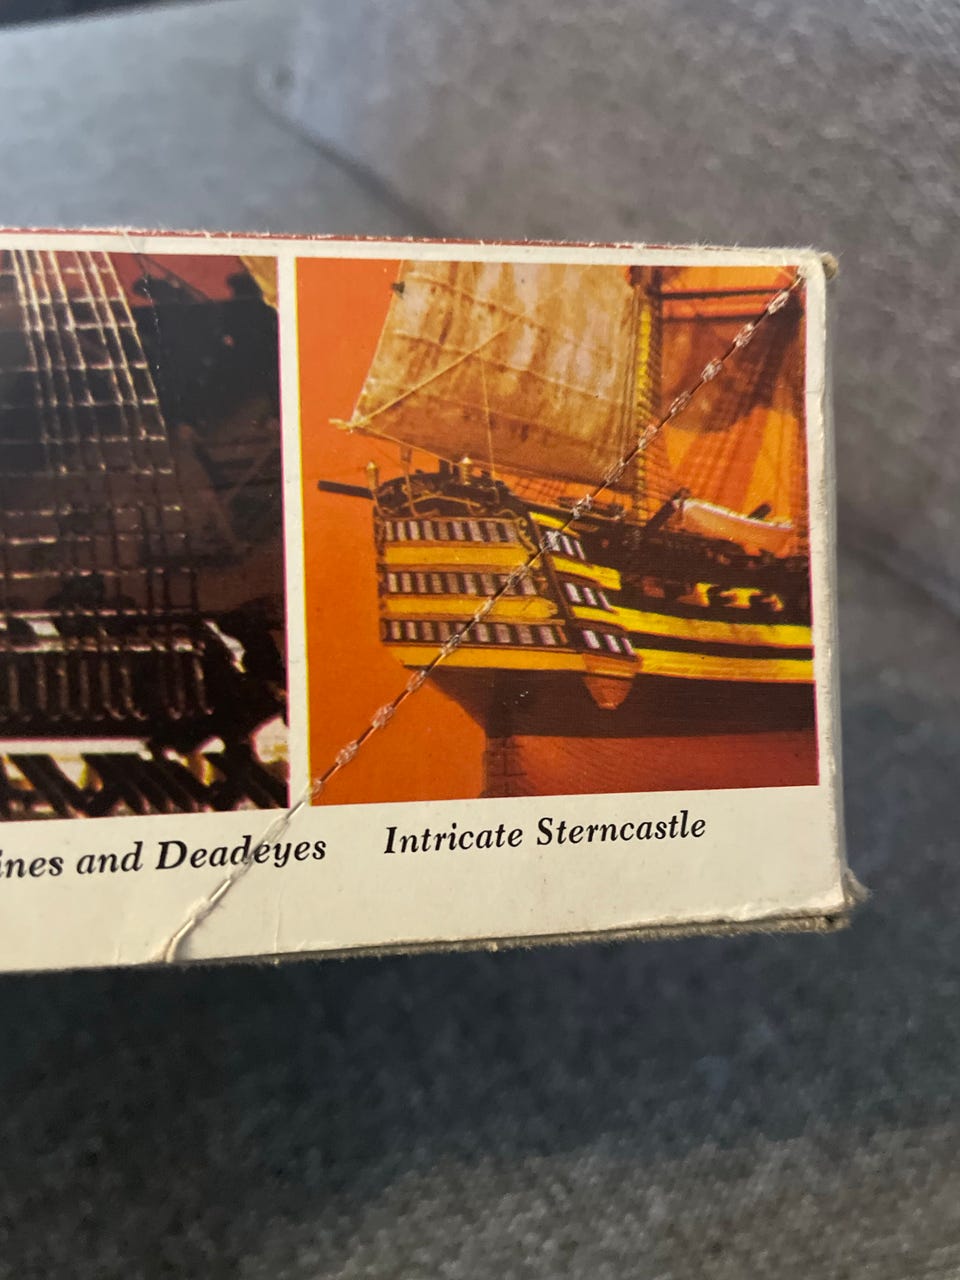 ines and Deadeyes
Intricate Sterncastle